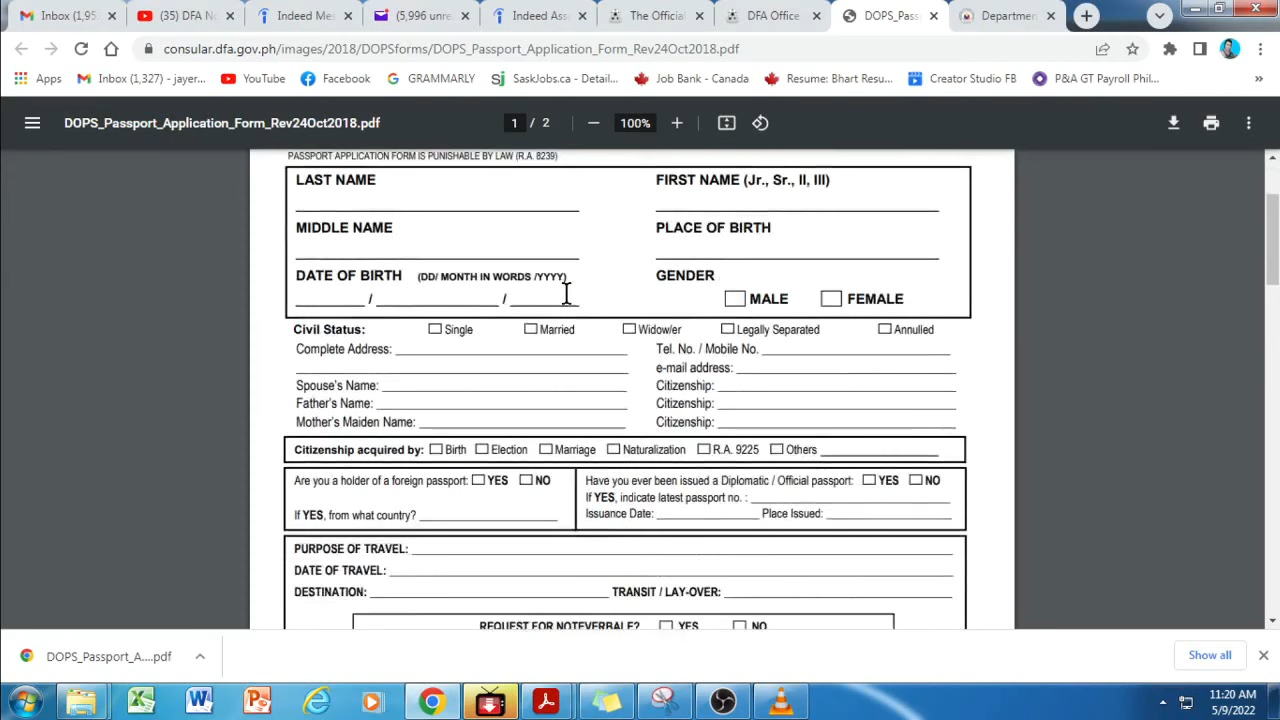 Inbox (1,95
(35) DFA No
Indeed Mes
(5,996 unre
Indeed Ass
The Official
DFA Office
DOPS_Pass
Departmen
consular.dfa.gov.ph/images/2018/DOPSforms/DOPS_Passport_Application_Form_Rev24Oct2018.pdf
Apps
Inbox (1,327) - jayer...
YouTube
Facebook
GRAMMARLY
SaskJobs.ca - Detail...
Job Bank - Canada
Resume: Bhart Resu...
Creator Studio FB
P&A GT Payroll Phil...
»
DOPS_Passport_Application_Form_Rev24Oct2018.pdf
1 / 2
100%
PASSPORT APPLICATION FORM IS PUNISHABLE BY LAW (R.A. 8239)
LAST NAME
FIRST NAME (Jr., Sr., II, III)
MIDDLE NAME
PLACE OF BIRTH
DATE OF BIRTH (DD/ MONTH IN WORDS /YYYY)
GENDER
/ /
MALE FEMALE
Civil Status: Single Married Widow/er Legally Separated Annulled
Complete Address:
Tel. No. / Mobile No.
e-mail address:
Spouse's Name:
Citizenship:
Father's Name:
Citizenship:
Mother's Maiden Name:
Citizenship:
Citizenship acquired by: Birth Election Marriage Naturalization R.A. 9225 Others
Are you a holder of a foreign passport: YES NO
If YES, from what country?
Have you ever been issued a Diplomatic / Official passport: YES NO
If YES, indicate latest passport no. :
Issuance Date: Place Issued:
PURPOSE OF TRAVEL:
DATE OF TRAVEL:
DESTINATION: TRANSIT / LAY-OVER:
REQUEST FOR NOTEVERBALE? YES NO
DOPS_Passport_A....pdf
Show all
11:20 AM
5/9/2022